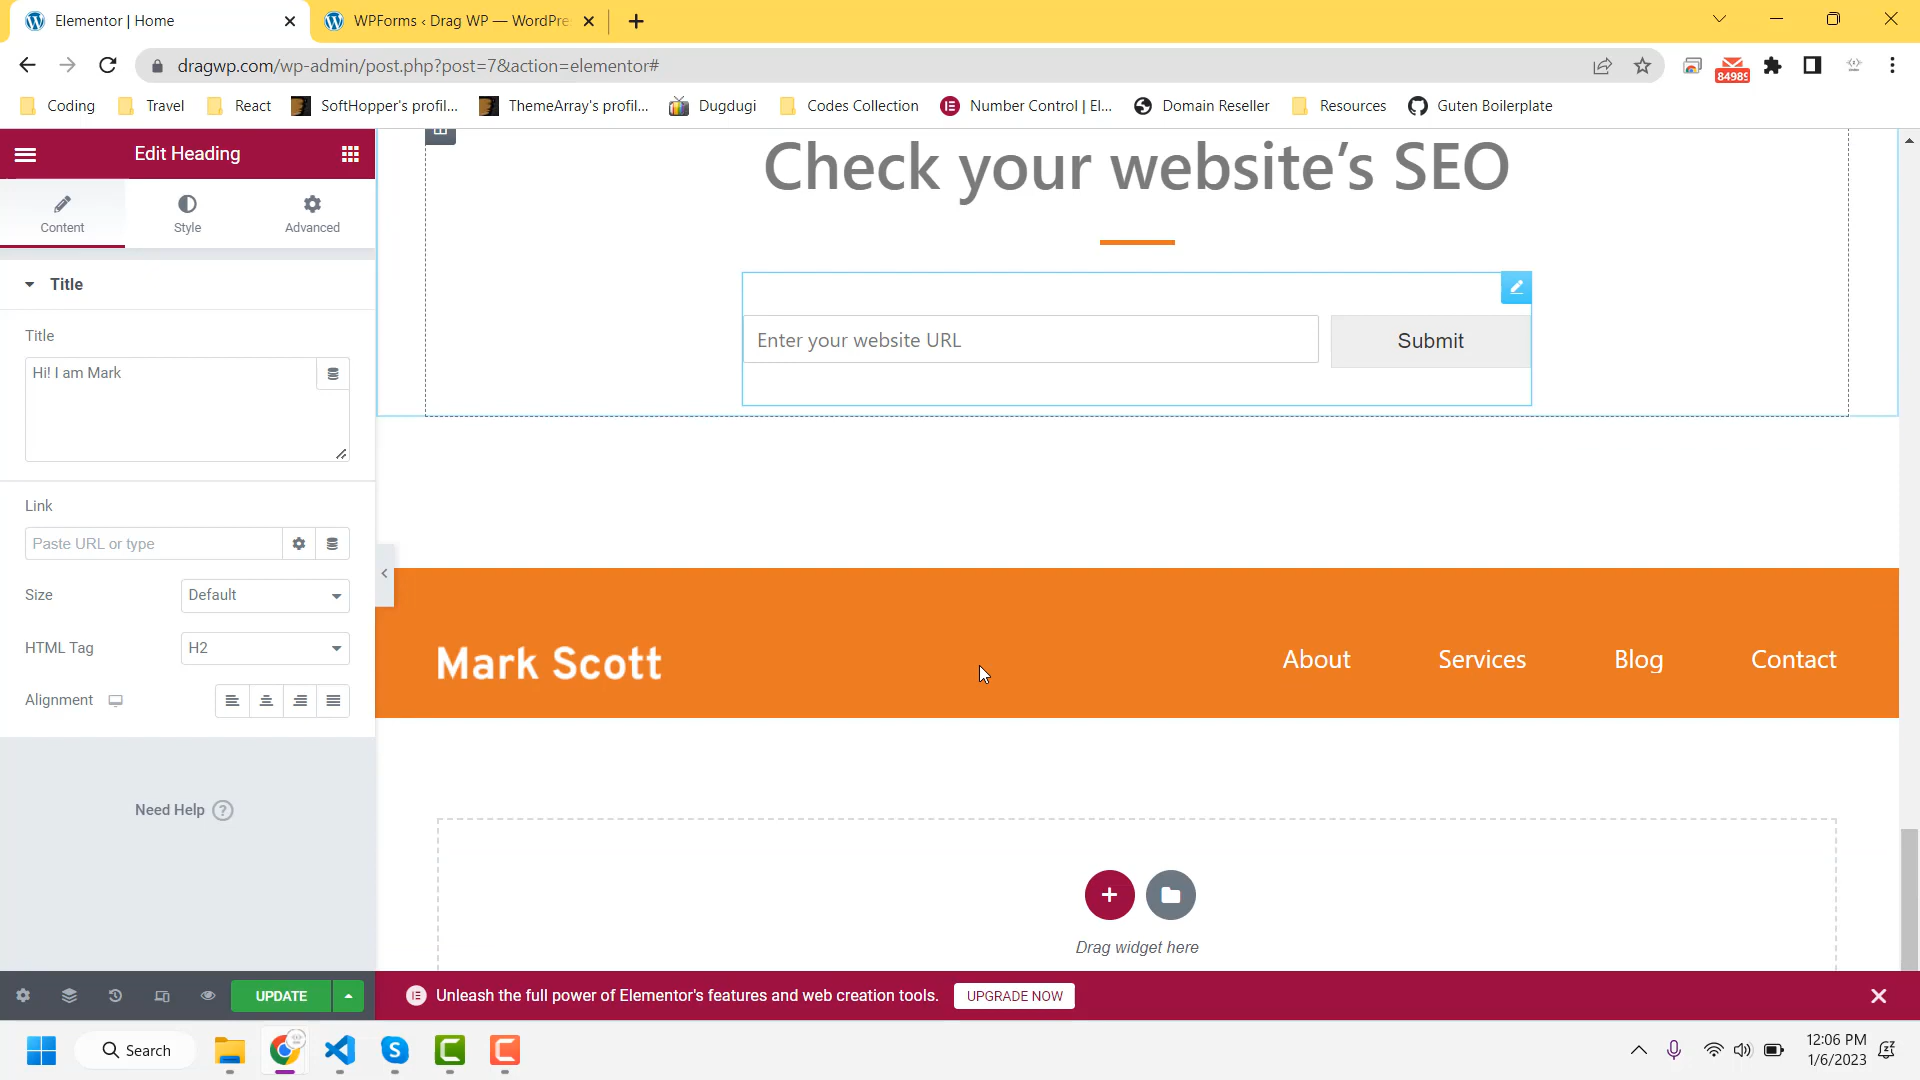 Elementor | Home
WPForms ‹ Drag WP — WordPre
dragwp.com/wp-admin/post.php?post=7&action=elementor#
Coding
Travel
React
SoftHopper's profil...
ThemeArray's profil...
Dugdugi
Codes Collection
Number Control | El...
Domain Reseller
Resources
Guten Boilerplate
Edit Heading
Content
Style
Advanced
Title
Title
Hi! I am Mark
Link
Paste URL or type
Size
Default
HTML Tag
H2
Alignment
Need Help
UPDATE
Check your website’s SEO
Enter your website URL
Submit
Mark Scott
About
Services
Blog
Contact
Drag widget here
Unleash the full power of Elementor's features and web creation tools.
UPGRADE NOW
Search
12:06 PM
1/6/2023